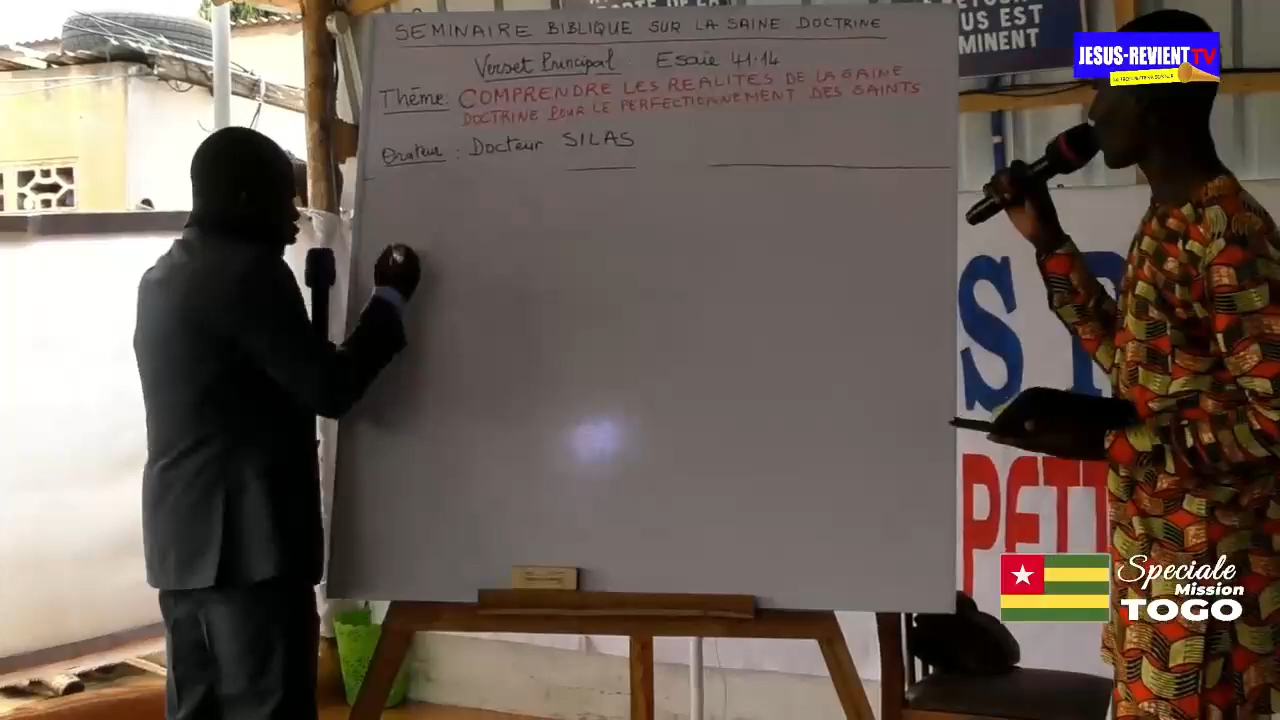 SEMINAIRE BIBLIQUE SUR LA SAINE DOCTRINE
Verset Principal : Esaïe 41.14
Thème: COMPRENDRE LES REALITES DE LA SAINE
DOCTRINE POUR LE PERFECTIONNEMENT DES SAINTS
Orateur : Docteur SILAS
US EST
MINENT
JESUS-REVIENT TV
S
PETI
Speciale
Mission
TOGO